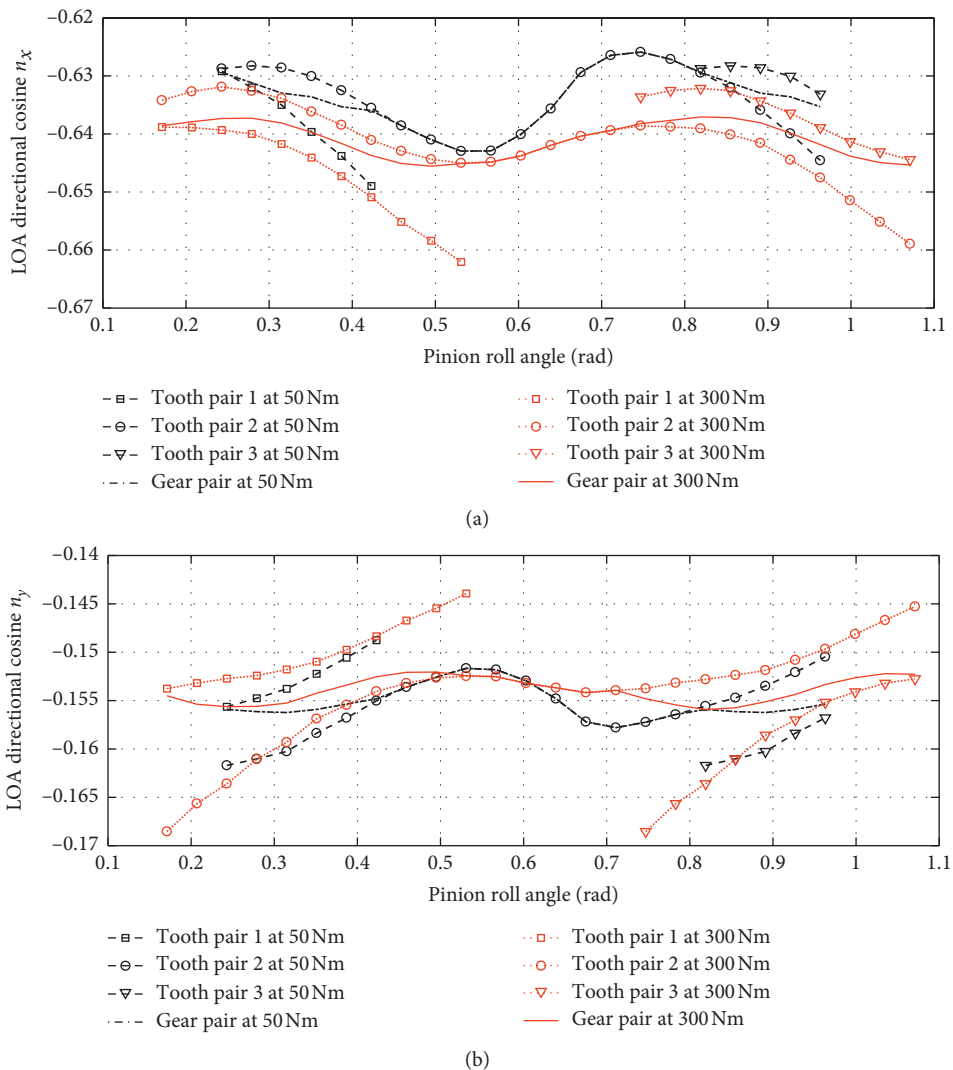 LOA directional cosine nx
−0.62
−0.63
−0.64
−0.65
−0.66
−0.67
0.1 0.2 0.3 0.4 0.5 0.6 0.7 0.8 0.9 1 1.1
Pinion roll angle (rad)
Tooth pair 1 at 50 Nm
Tooth pair 2 at 50 Nm
Tooth pair 3 at 50 Nm
Gear pair at 50 Nm
Tooth pair 1 at 300 Nm
Tooth pair 2 at 300 Nm
Tooth pair 3 at 300 Nm
Gear pair at 300 Nm
(a)
LOA directional cosine ny
−0.14
−0.145
−0.15
−0.155
−0.16
−0.165
−0.17
0.1 0.2 0.3 0.4 0.5 0.6 0.7 0.8 0.9 1 1.1
Pinion roll angle (rad)
Tooth pair 1 at 50 Nm
Tooth pair 2 at 50 Nm
Tooth pair 3 at 50 Nm
Gear pair at 50 Nm
Tooth pair 1 at 300 Nm
Tooth pair 2 at 300 Nm
Tooth pair 3 at 300 Nm
Gear pair at 300 Nm
(b)